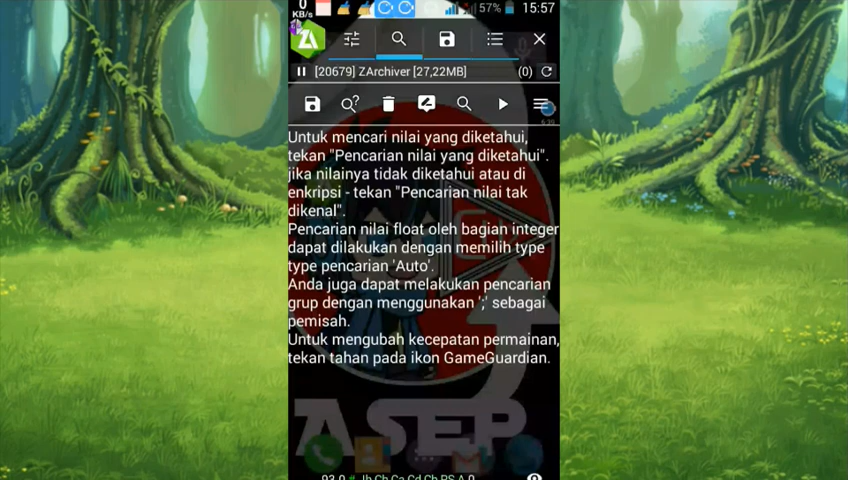 0
KB/s
57%
15:57
[20679] ZArchiver [27,22MB]
(0)
Untuk mencari nilai yang diketahui,
tekan "Pencarian nilai yang diketahui".
jika nilainya tidak diketahui atau di
enkripsi - tekan "Pencarian nilai tak
dikenal".
Pencarian nilai float oleh bagian integer
dapat dilakukan dengan memilih type
type pencarian 'Auto'.
Anda juga dapat melakukan pencarian
grup dengan menggunakan ';' sebagai
pemisah.
Untuk mengubah kecepatan permainan,
tekan tahan pada ikon GameGuardian.
ASEP